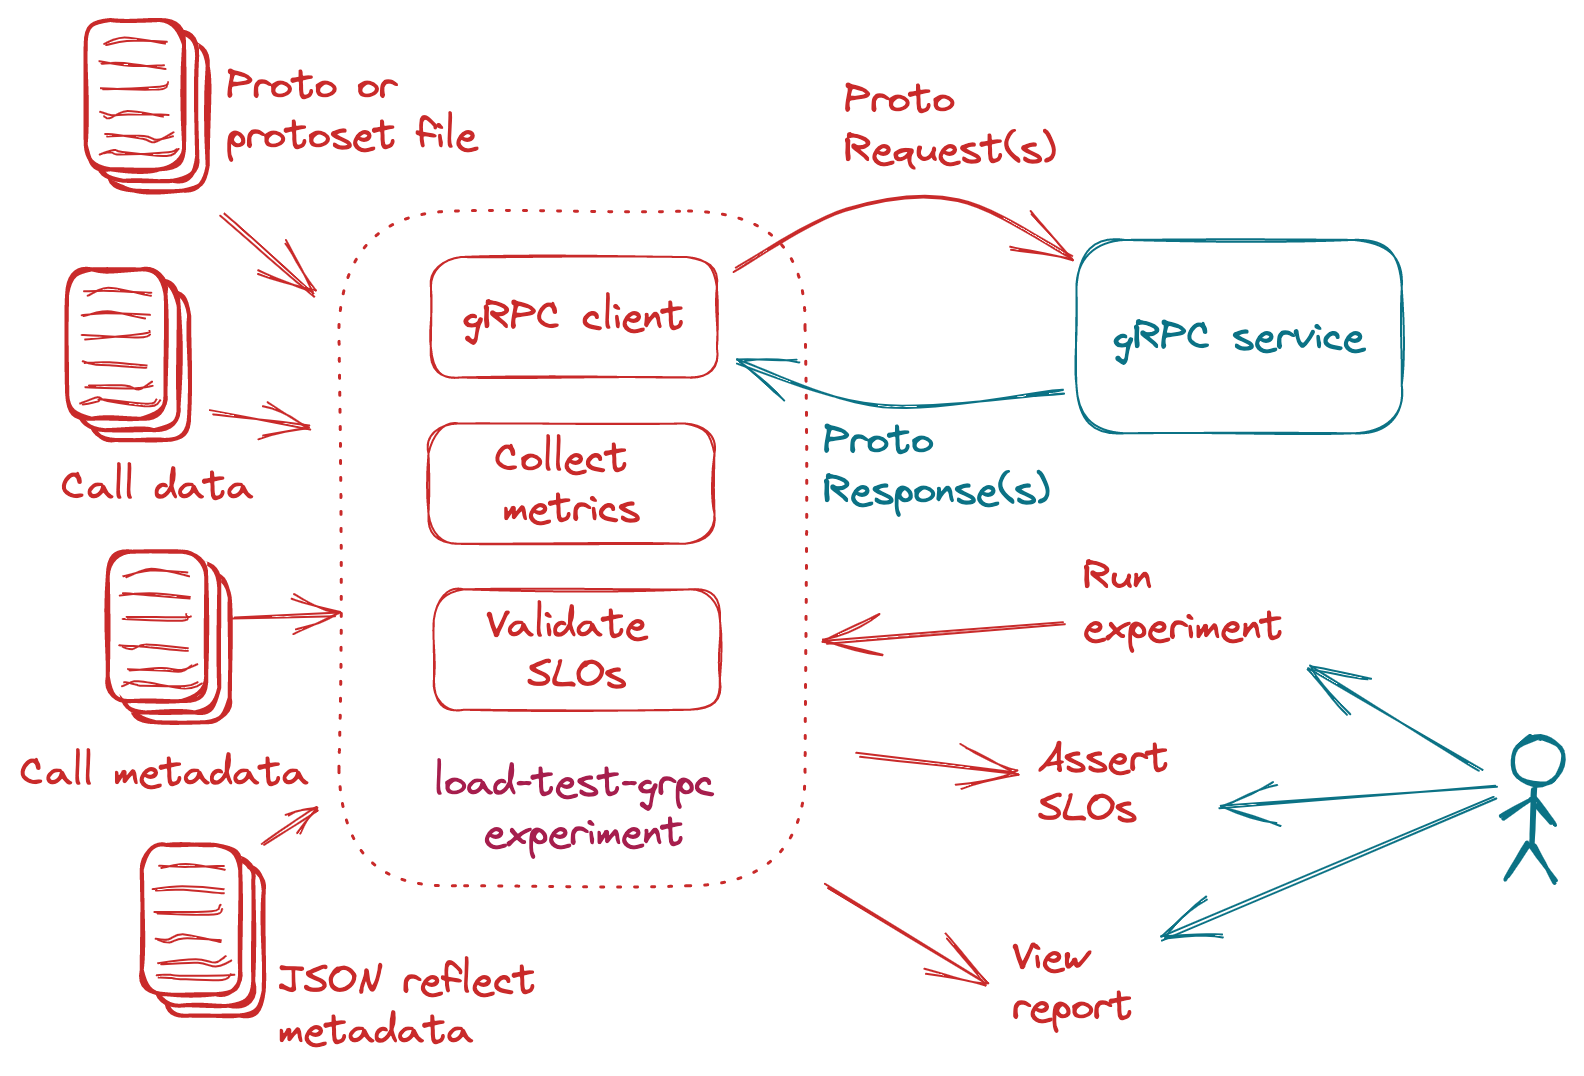 Proto or
protoset file
Proto
Request(s)
gRPC client
gRPC service
Proto
Response(s)
Call data
Collect
metrics
Run
experiment
Validate
SLOs
Call metadata
load-test-grpc
experiment
Assert
SLOs
JSON reflect
metadata
View
report